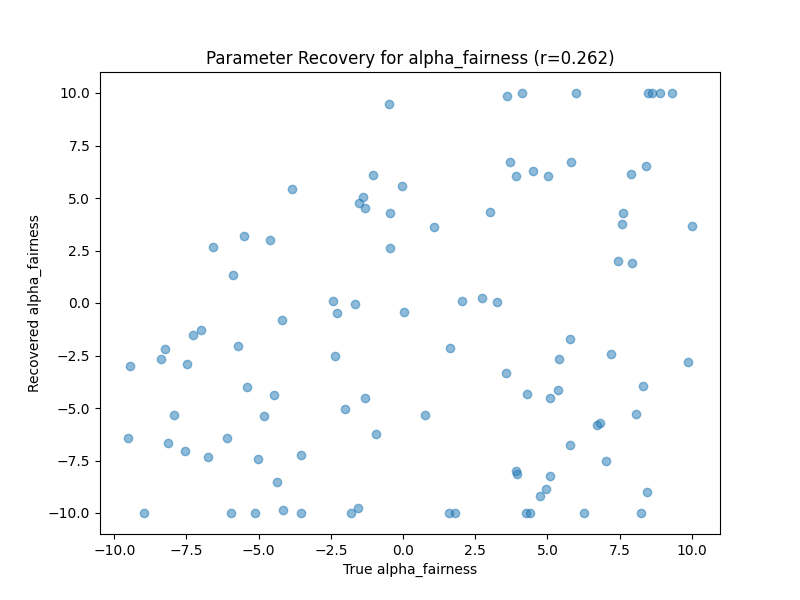 Parameter Recovery for alpha_fairness (r=0.262)
10.0
7.5
5.0
2.5
0.0
−2.5
−5.0
−7.5
−10.0
Recovered alpha_fairness
−10.0 −7.5 −5.0 −2.5 0.0 2.5 5.0 7.5 10.0
True alpha_fairness